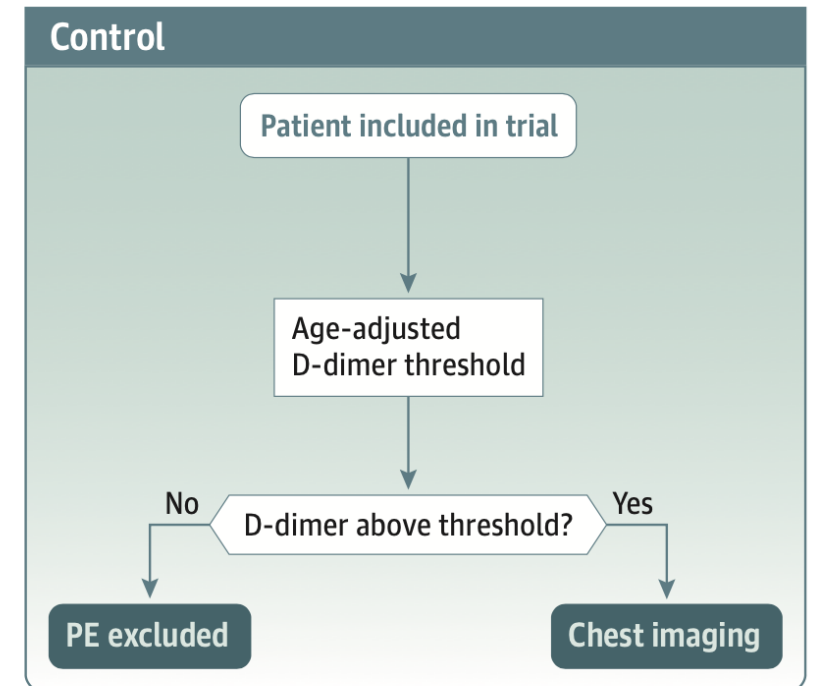 Control
Patient included in trial
Age-adjusted
D-dimer threshold
No
D-dimer above threshold?
Yes
PE excluded
Chest imaging